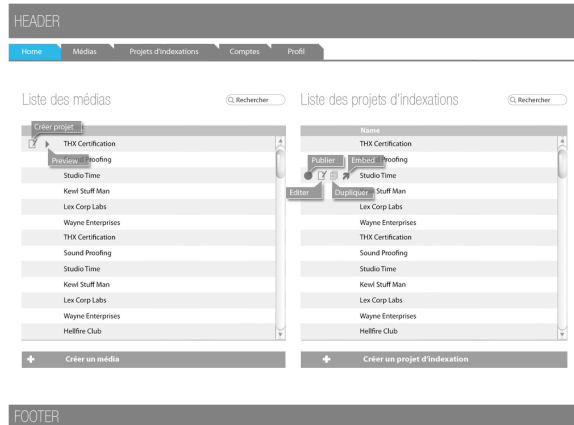 HEADER
Home Médias Projets d'Indexations Comptes Profil
Liste des médias
Rechercher
Créer projet
THX Certification
Preview Proofing
Studio Time
Kewl Stuff Man
Lex Corp Labs
Wayne Enterprises
THX Certification
Sound Proofing
Studio Time
Kewl Stuff Man
Lex Corp Labs
Wayne Enterprises
Hellfire Club
Créer un média
Liste des projets d'indexations
Rechercher
Name
THX Certification
Publier Embed Proofing
Studio Time
Editer Dupliquer Stuff Man
Lex Corp Labs
Wayne Enterprises
THX Certification
Sound Proofing
Studio Time
Kewl Stuff Man
Lex Corp Labs
Wayne Enterprises
Hellfire Club
Créer un projet d'indexation
FOOTER